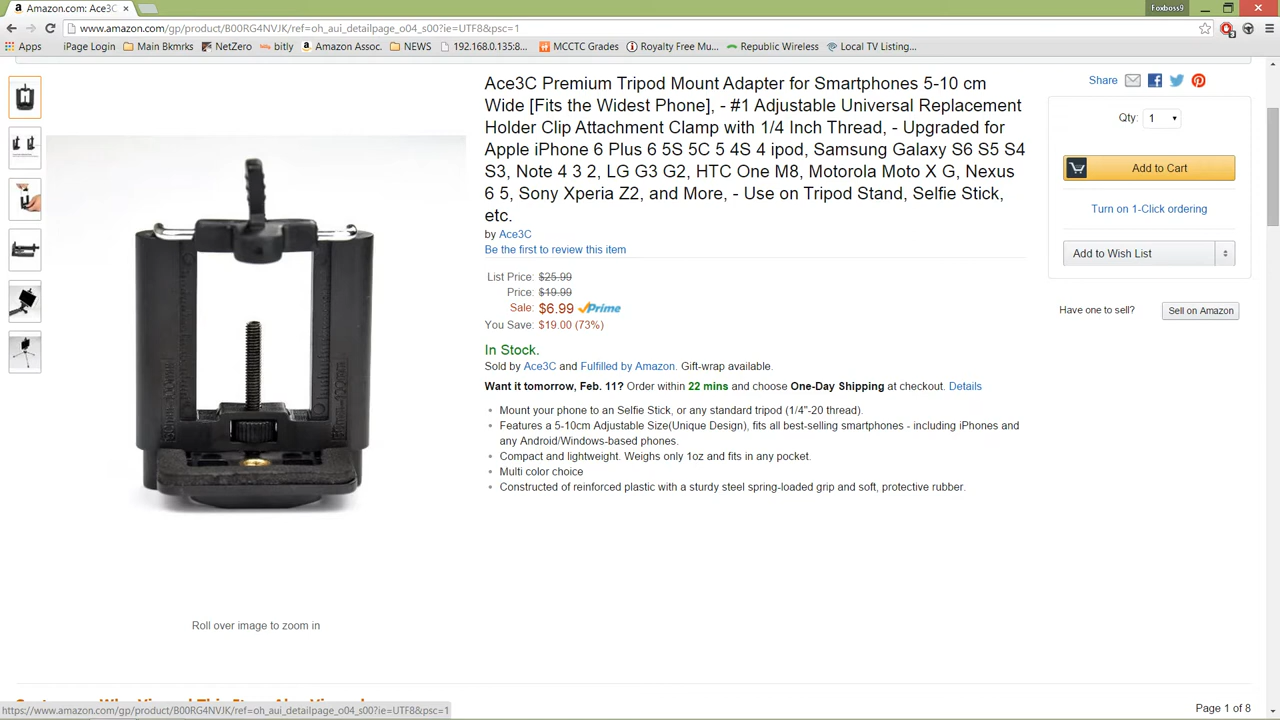 Amazon.com: Ace3C
Foxboss9
www.amazon.com/gp/product/B00RG4NVJK/ref=oh_aui_detailpage_o04_s00?ie=UTF8&psc=1
Apps iPage Login Main Bkmrks NetZero bitly Amazon Assoc. NEWS 192.168.0.135:8... MCCTC Grades Royalty Free Mu... Republic Wireless Local TV Listing...
Ace3C Premium Tripod Mount Adapter for Smartphones 5-10 cm
Wide [Fits the Widest Phone], - #1 Adjustable Universal Replacement
Holder Clip Attachment Clamp with 1/4 Inch Thread, - Upgraded for
Apple iPhone 6 Plus 6 5S 5C 5 4S 4 ipod, Samsung Galaxy S6 S5 S4
S3, Note 4 3 2, LG G3 G2, HTC One M8, Motorola Moto X G, Nexus
6 5, Sony Xperia Z2, and More, - Use on Tripod Stand, Selfie Stick,
etc.
by Ace3C
Be the first to review this item
List Price: $25.99
Price: $19.99
Sale: $6.99 Prime
You Save: $19.00 (73%)
In Stock.
Sold by Ace3C and Fulfilled by Amazon. Gift-wrap available.
Want it tomorrow, Feb. 11? Order within 22 mins and choose One-Day Shipping at checkout. Details
• Mount your phone to an Selfie Stick, or any standard tripod (1/4"-20 thread).
• Features a 5-10cm Adjustable Size(Unique Design), fits all best-selling smartphones - including iPhones and
any Android/Windows-based phones.
• Compact and lightweight. Weighs only 1oz and fits in any pocket.
• Multi color choice
• Constructed of reinforced plastic with a sturdy steel spring-loaded grip and soft, protective rubber.
Share
Qty: 1
Add to Cart
Turn on 1-Click ordering
Add to Wish List
Have one to sell? Sell on Amazon
Roll over image to zoom in
Customers Who Viewed This Item Also Viewed
Page 1 of 8
https://www.amazon.com/gp/product/B00RG4NVJK/ref=oh_aui_detailpage_o04_s00?ie=UTF8&psc=1